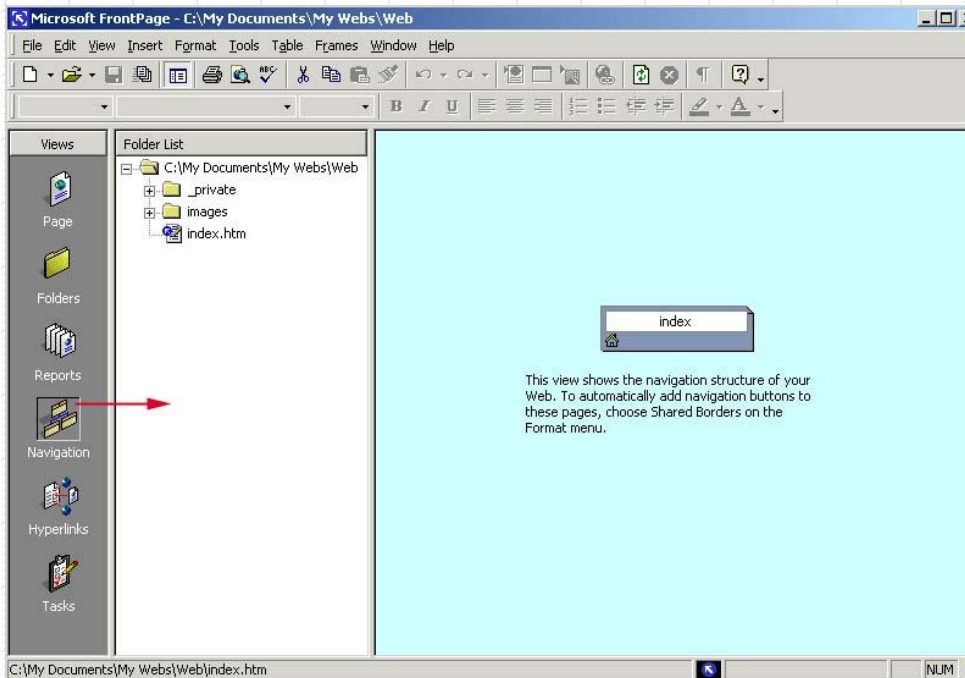 Microsoft FrontPage - C:\My Documents\My Webs\Web
File Edit View Insert Format Tools Table Frames Window Help
ABC
B I U A
Views
Page
Folders
Reports
Navigation
Hyperlinks
Tasks
Folder List
C:\My Documents\My Webs\Web
_private
images
index.htm
index
This view shows the navigation structure of your
Web. To automatically add navigation buttons to
these pages, choose Shared Borders on the
Format menu.
C:\My Documents\My Webs\Web\index.htm
NUM